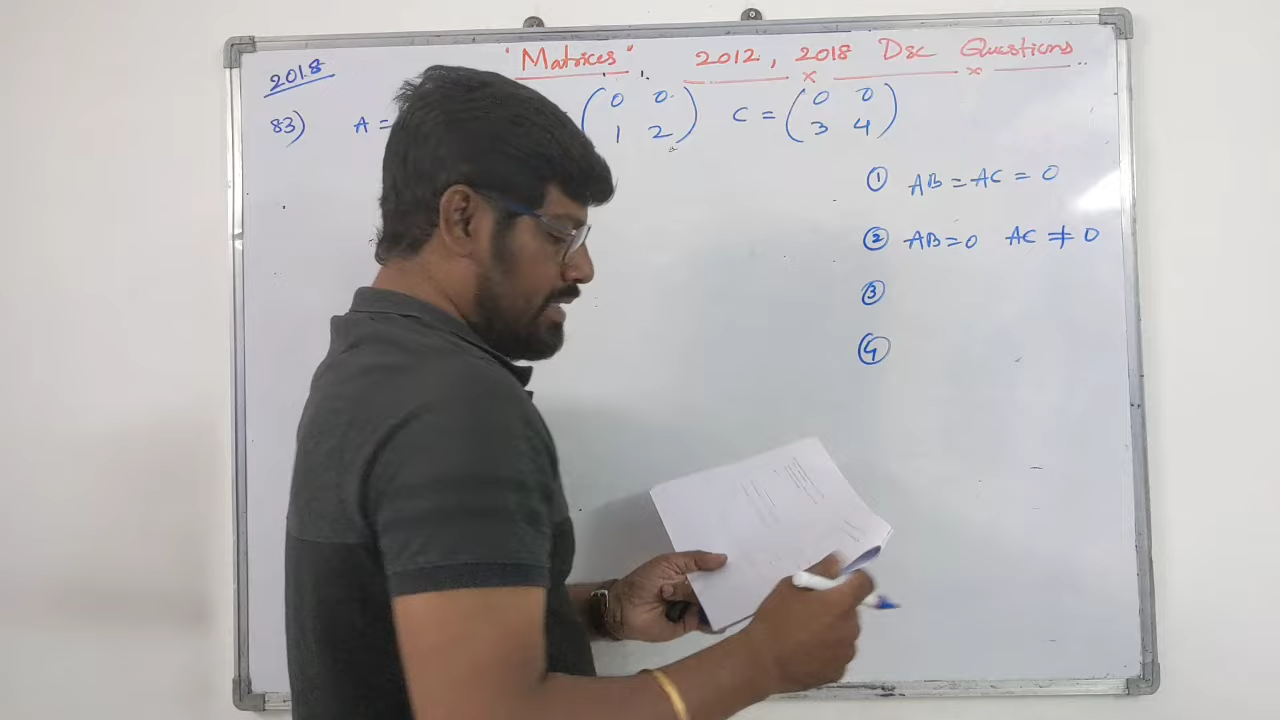 "Matrices" 2012, 2018 Dsc Questions
2018
83) A = (0 0 1 2) C = (0 0 3 4)
① AB = AC = 0
② AB = 0 AC ≠ 0
③
④